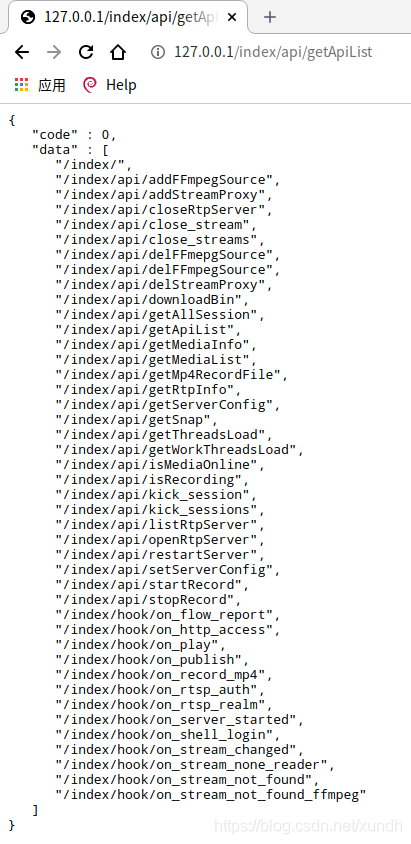 127.0.0.1/index/api/getAp
127.0.0.1/index/api/getApiList
应用 Help
{
"code" : 0,
"data" : [
"/index/",
"/index/api/addFFmpegSource",
"/index/api/addStreamProxy",
"/index/api/closeRtpServer",
"/index/api/close_stream",
"/index/api/close_streams",
"/index/api/delFFmepgSource",
"/index/api/delFFmpegSource",
"/index/api/delStreamProxy",
"/index/api/downloadBin",
"/index/api/getAllSession",
"/index/api/getApiList",
"/index/api/getMediaInfo",
"/index/api/getMediaList",
"/index/api/getMp4RecordFile",
"/index/api/getRtpInfo",
"/index/api/getServerConfig",
"/index/api/getSnap",
"/index/api/getThreadsLoad",
"/index/api/getWorkThreadsLoad",
"/index/api/isMediaOnline",
"/index/api/isRecording",
"/index/api/kick_session",
"/index/api/kick_sessions",
"/index/api/listRtpServer",
"/index/api/openRtpServer",
"/index/api/restartServer",
"/index/api/setServerConfig",
"/index/api/startRecord",
"/index/api/stopRecord",
"/index/hook/on_flow_report",
"/index/hook/on_http_access",
"/index/hook/on_play",
"/index/hook/on_publish",
"/index/hook/on_record_mp4",
"/index/hook/on_rtsp_auth",
"/index/hook/on_rtsp_realm",
"/index/hook/on_server_started",
"/index/hook/on_shell_login",
"/index/hook/on_stream_changed",
"/index/hook/on_stream_none_reader",
"/index/hook/on_stream_not_found",
"/index/hook/on_stream_not_found_ffmpeg"
]
}
https://blog.csdn.net/xundh